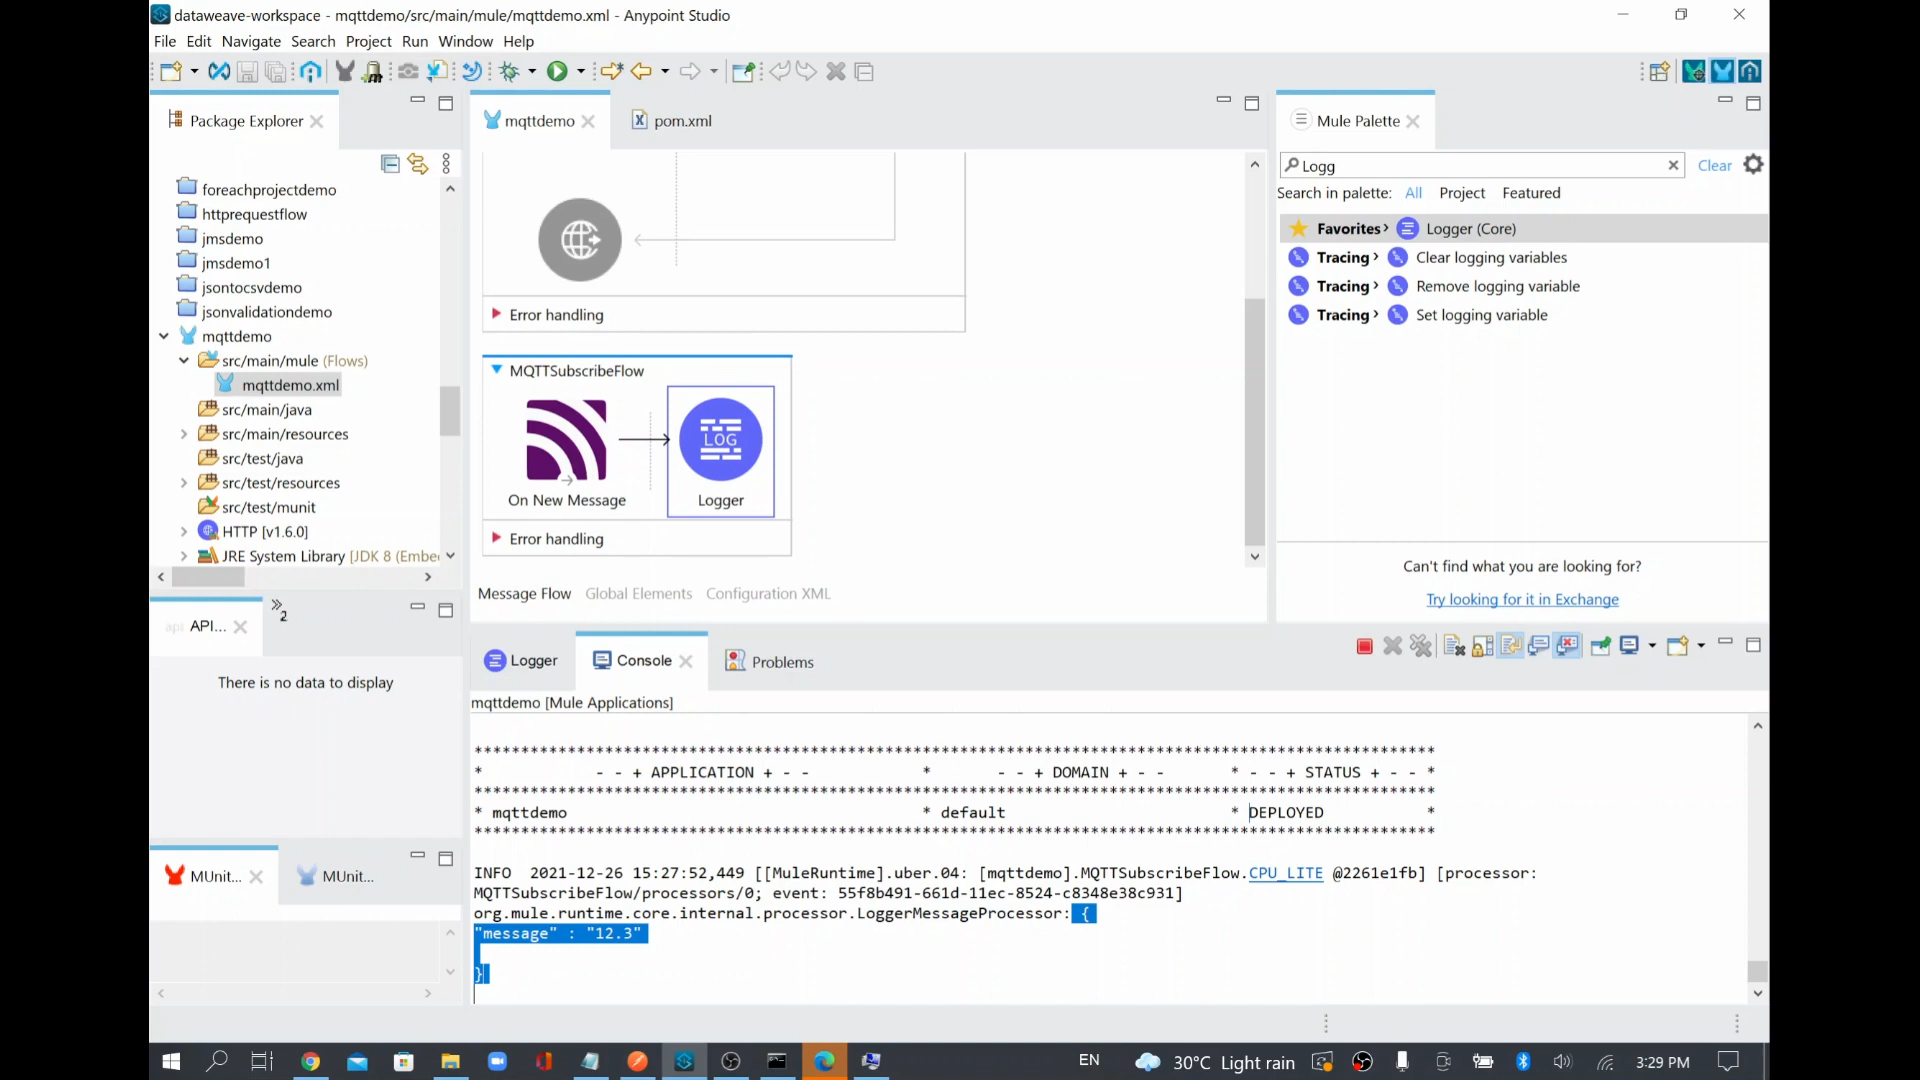 dataweave-workspace - mqttdemo/src/main/mule/mqttdemo.xml - Anypoint Studio
File Edit Navigate Search Project Run Window Help
Package Explorer
foreachprojectdemo
httprequestflow
jmsdemo
jmsdemo1
jsontocsvdemo
jsonvalidationdemo
mqttdemo
src/main/mule (Flows)
mqttdemo.xml
src/main/java
src/main/resources
src/test/java
src/test/resources
src/test/munit
HTTP [v1.6.0]
JRE System Library [JDK 8 (Embe
mqttdemo
pom.xml
Error handling
MQTTSubscribeFlow
LOG
On New Message
Logger
Error handling
Message Flow Global Elements Configuration XML
Mule Palette
Logg
Clear
Search in palette: All Project Featured
Favorites> Logger (Core)
Tracing> Clear logging variables
Tracing> Remove logging variable
Tracing> Set logging variable
Can't find what you are looking for?
Try looking for it in Exchange
api API...
»2
There is no data to display
MUnit...
MUnit...
Logger
Console
Problems
mqttdemo [Mule Applications]
* - - + APPLICATION + - - * - - + DOMAIN + - - * - - + STATUS + - - *
* mqttdemo * default * DEPLOYED *
INFO 2021-12-26 15:27:52,449 [[MuleRuntime].uber.04: [mqttdemo].MQTTSubscribeFlow.CPU_LITE @2261e1fb] [processor:
MQTTSubscribeFlow/processors/0; event: 55f8b491-661d-11ec-8524-c8348e38c931]
org.mule.runtime.core.internal.processor.LoggerMessageProcessor: {
"message" : "12.3"
}
EN
30°C Light rain
3:29 PM